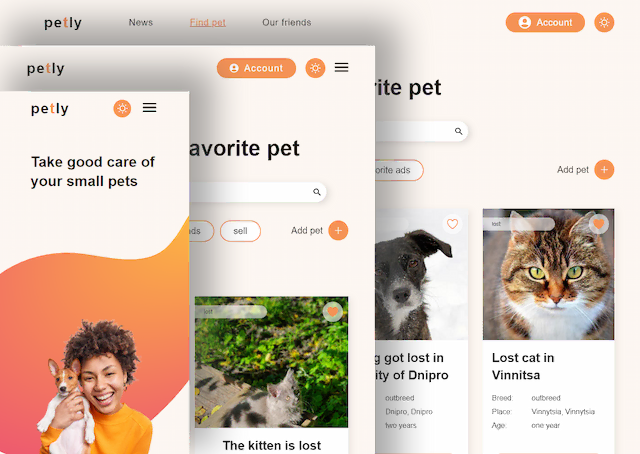 petly
News
Find pet
Our friends
Account
petly
Account
petly
Take good care of
your small pets
avorite pet
ads
sell
Add pet
lost
The kitten is lost
rite pet
orite ads
Add pet
g got lost in
ity of Dnipro
outbreed
Dnipro, Dnipro
two years
lost
Lost cat in
Vinnitsa
Breed: outbreed
Place: Vinnytsia, Vinnytsia
Age: one year